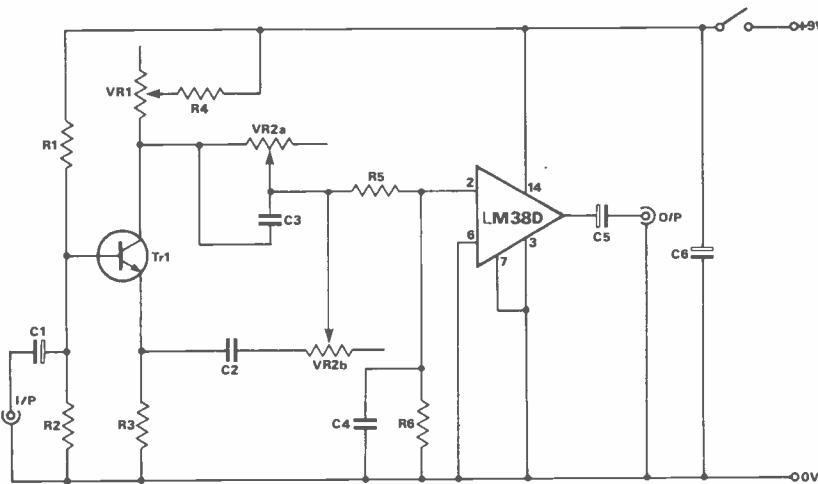 +9V
VR1
R4
R1
VR2a
R5
2
14
LM38D
C3
6
3
7
C5
O/P
C6
Tr1
C1
C2
VR2b
I/P
R2
R3
C4
R6
0V